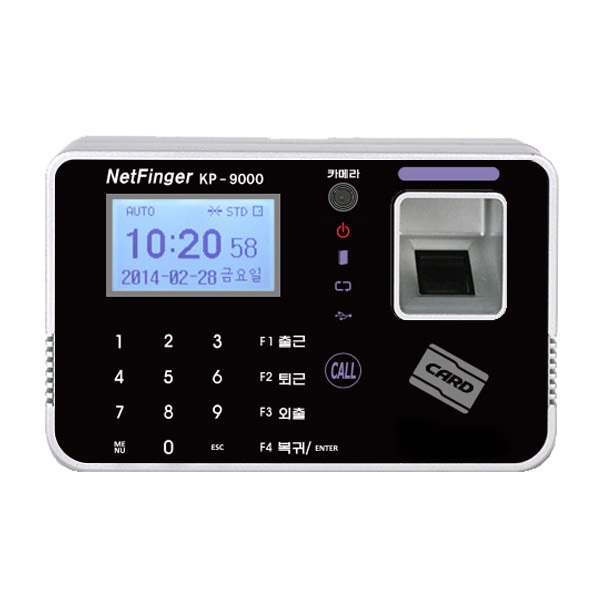 NetFinger KP-9000
카메라
AUTO STD
10:20 58
2014-02-28 금요일
1 2 3 F1 출근
4 5 6 F2 퇴근
CALL
CARD
7 8 9 F3 외출
MENU 0 ESC F4 복귀/ ENTER